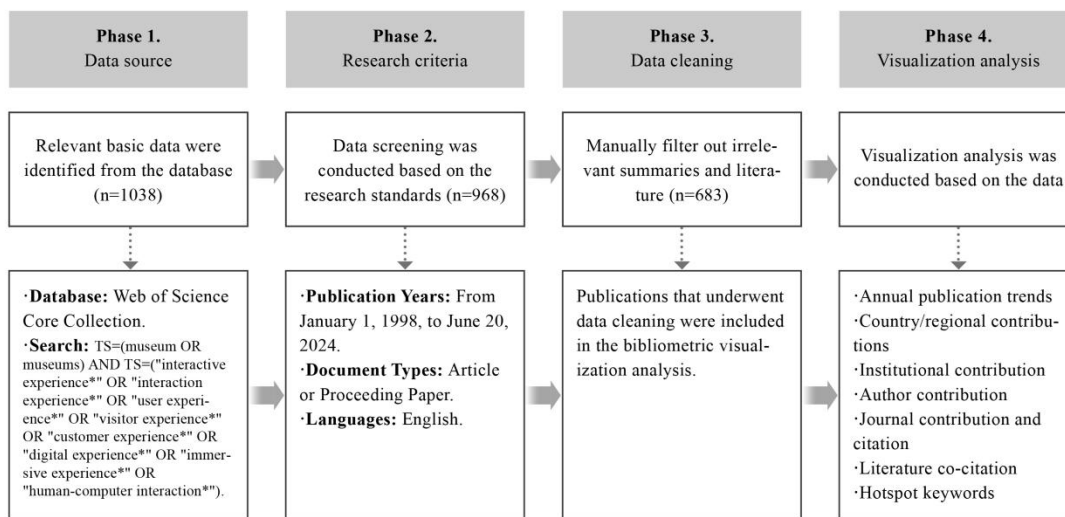 Phase 1.
Data source
Phase 2.
Research criteria
Phase 3.
Data cleaning
Phase 4.
Visualization analysis
Relevant basic data were
identified from the database
(n=1038)
Data screening was
conducted based on the
research standards (n=968)
Manually filter out irrele-
vant summaries and litera-
ture (n=683)
Visualization analysis was
conducted based on the data
·Database: Web of Science
Core Collection.
·Search: TS=(museum OR
museums) AND TS=("interactive
experience*" OR "interaction
experience*" OR "user experi-
ence*" OR "visitor experience*"
OR "customer experience*" OR
"digital experience*" OR "immer-
sive experience*" OR
"human-computer interaction*").
·Publication Years: From
January 1, 1998, to June 20,
2024.
·Document Types: Article
or Proceeding Paper.
·Languages: English.
Publications that underwent
data cleaning were included
in the bibliometric visual-
ization analysis.
·Annual publication trends
·Country/regional contribu-
tions
·Institutional contribution
·Author contribution
·Journal contribution and
citation
·Literature co-citation
·Hotspot keywords